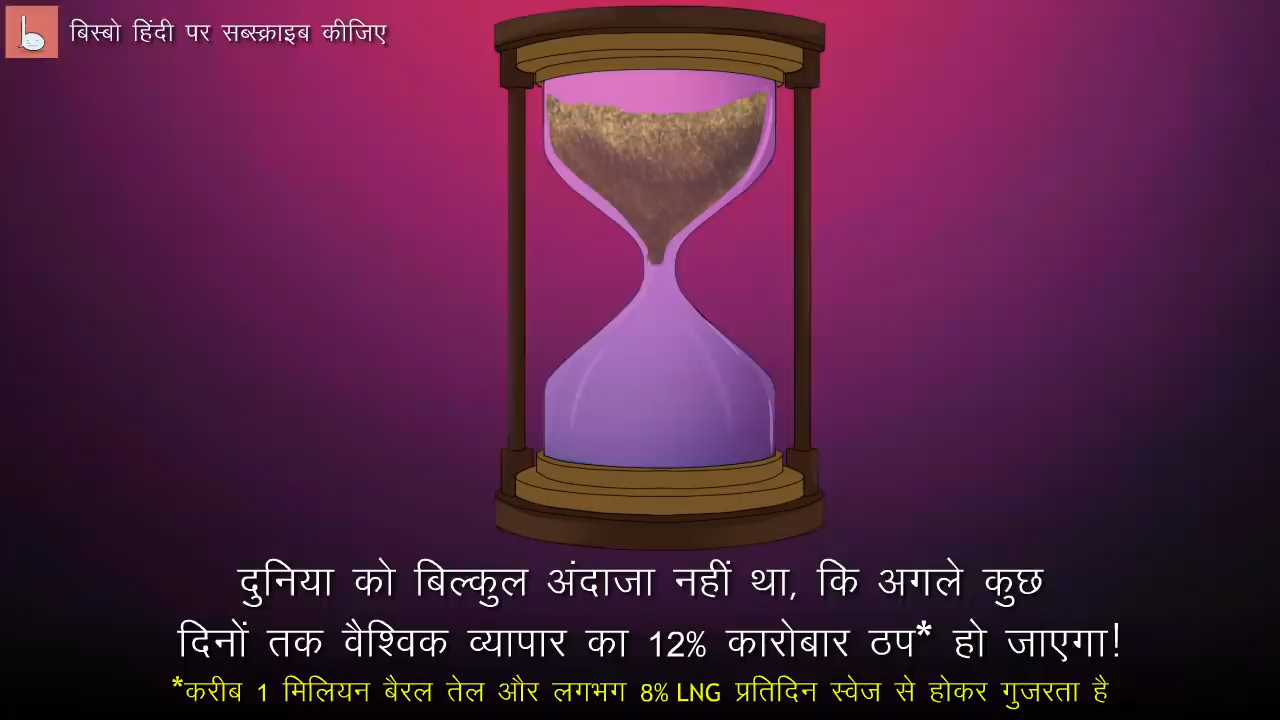 बिस्बो हिंदी पर सब्स्क्राइब कीजिए
दुनिया को बिल्कुल अंदाजा नहीं था, कि अगले कुछ
दिनों तक वैश्विक व्यापार का 12% कारोबार ठप* हो जाएगा!
*करीब 1 मिलियन बैरल तेल और लगभग 8% LNG प्रतिदिन स्वेज से होकर गुजरता है